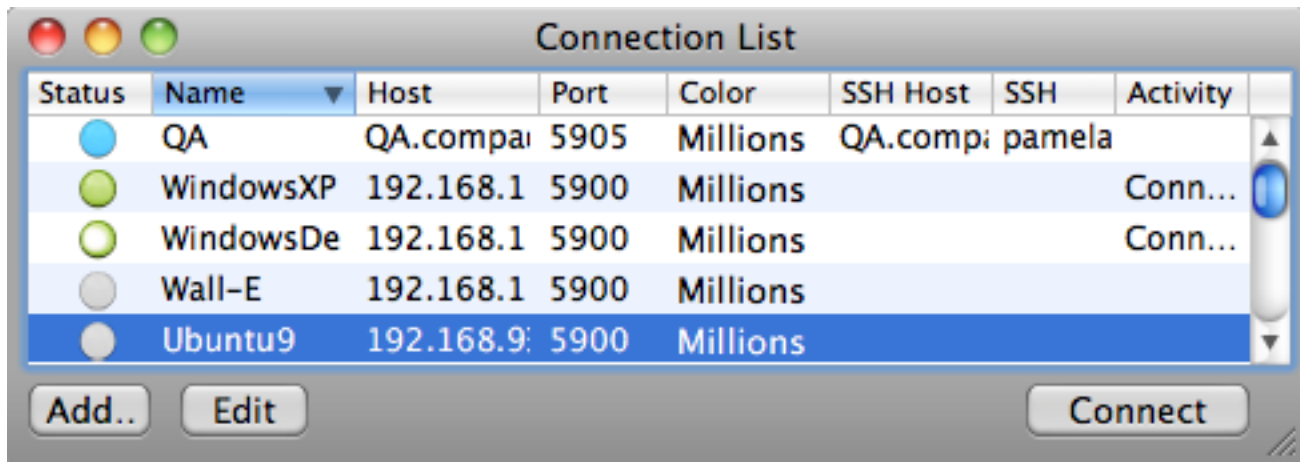 Connection List
Status Name Host Port Color SSH Host SSH Activity
QA QA.compa 5905 Millions QA.comp pamela
WindowsXP 192.168.1 5900 Millions Conn...
WindowsDe 192.168.1 5900 Millions Conn...
Wall-E 192.168.1 5900 Millions
Ubuntu9 192.168.9 5900 Millions
Add.. Edit Connect